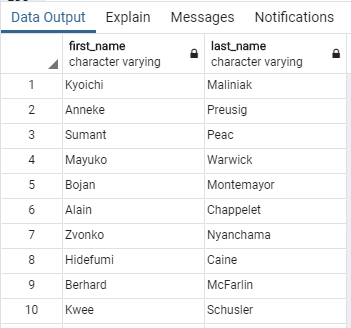 Data Output Explain Messages Notifications
first_name last_name
character varying character varying
1 Kyoichi Maliniak
2 Anneke Preusig
3 Sumant Peac
4 Mayuko Warwick
5 Bojan Montemayor
6 Alain Chappelet
7 Zvonko Nyanchama
8 Hidefumi Caine
9 Berhard McFarlin
10 Kwee Schusler